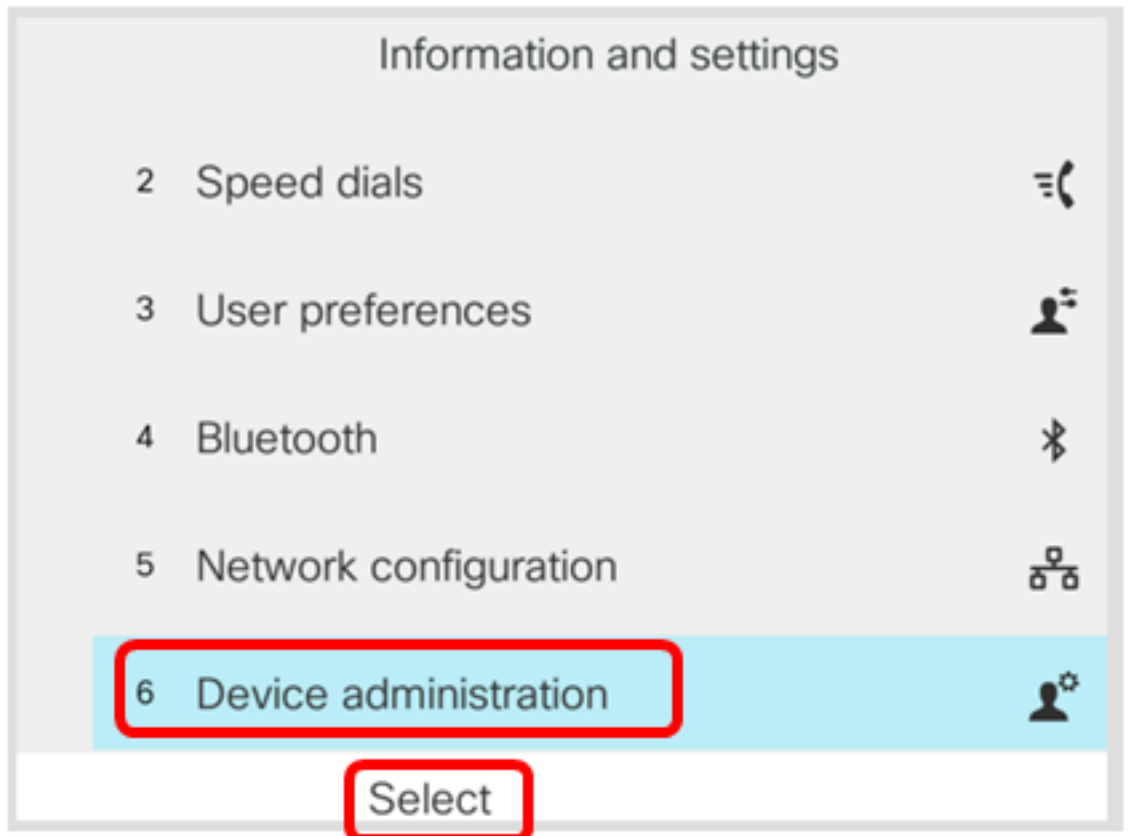 Information and settings
2 Speed dials
3 User preferences
4 Bluetooth
5 Network configuration
6 Device administration
Select